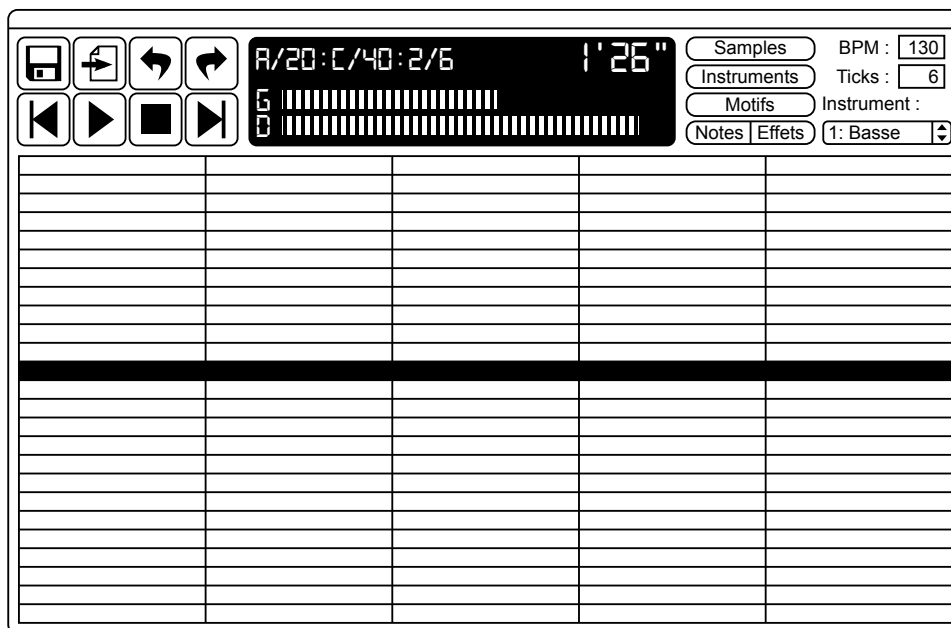 A/20:C/40:2/6 1'26"
G
D
Samples
Instruments
Motifs
Notes Effets
BPM : 130
Ticks : 6
Instrument :
1: Basse